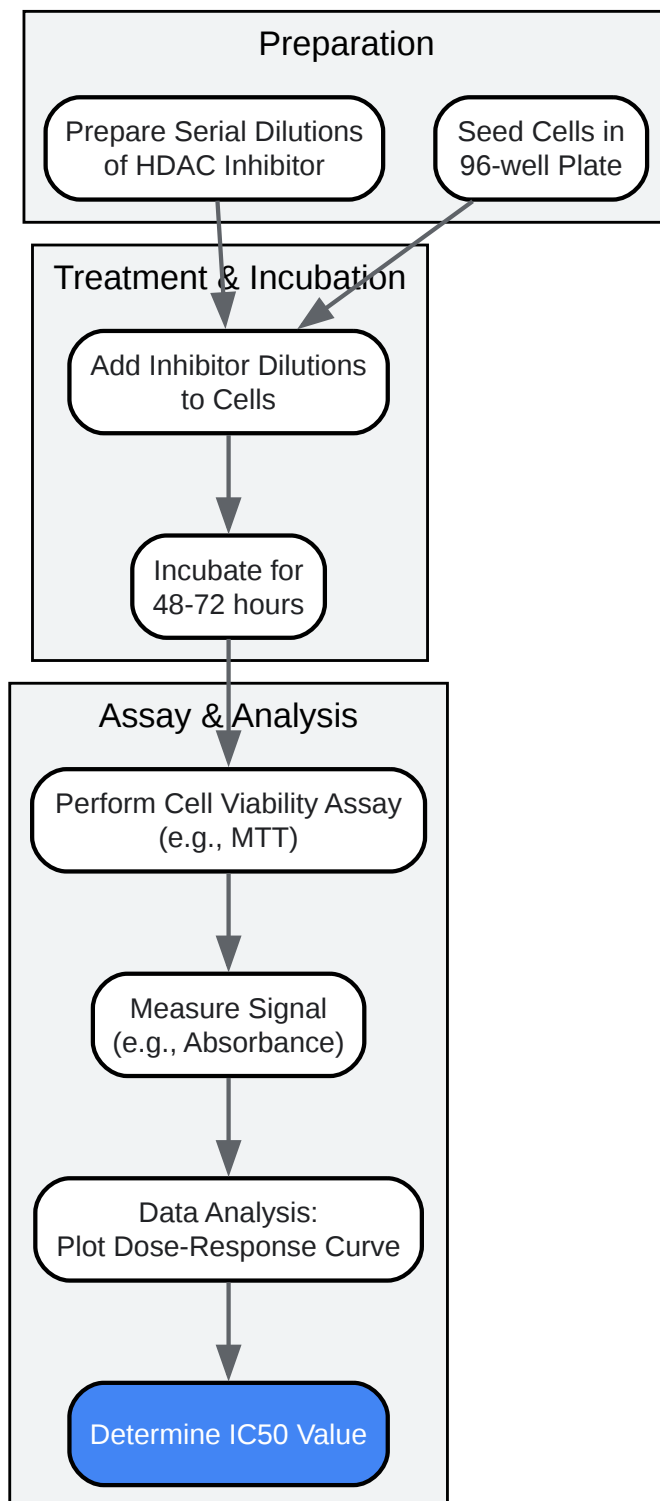 Preparation
Prepare Serial Dilutions
of HDAC Inhibitor
Seed Cells in
96-well Plate
Treatment & Incubation
Add Inhibitor Dilutions
to Cells
Incubate for
48-72 hours
Assay & Analysis
Perform Cell Viability Assay
(e.g., MTT)
Measure Signal
(e.g., Absorbance)
Data Analysis:
Plot Dose-Response Curve
Determine IC50 Value